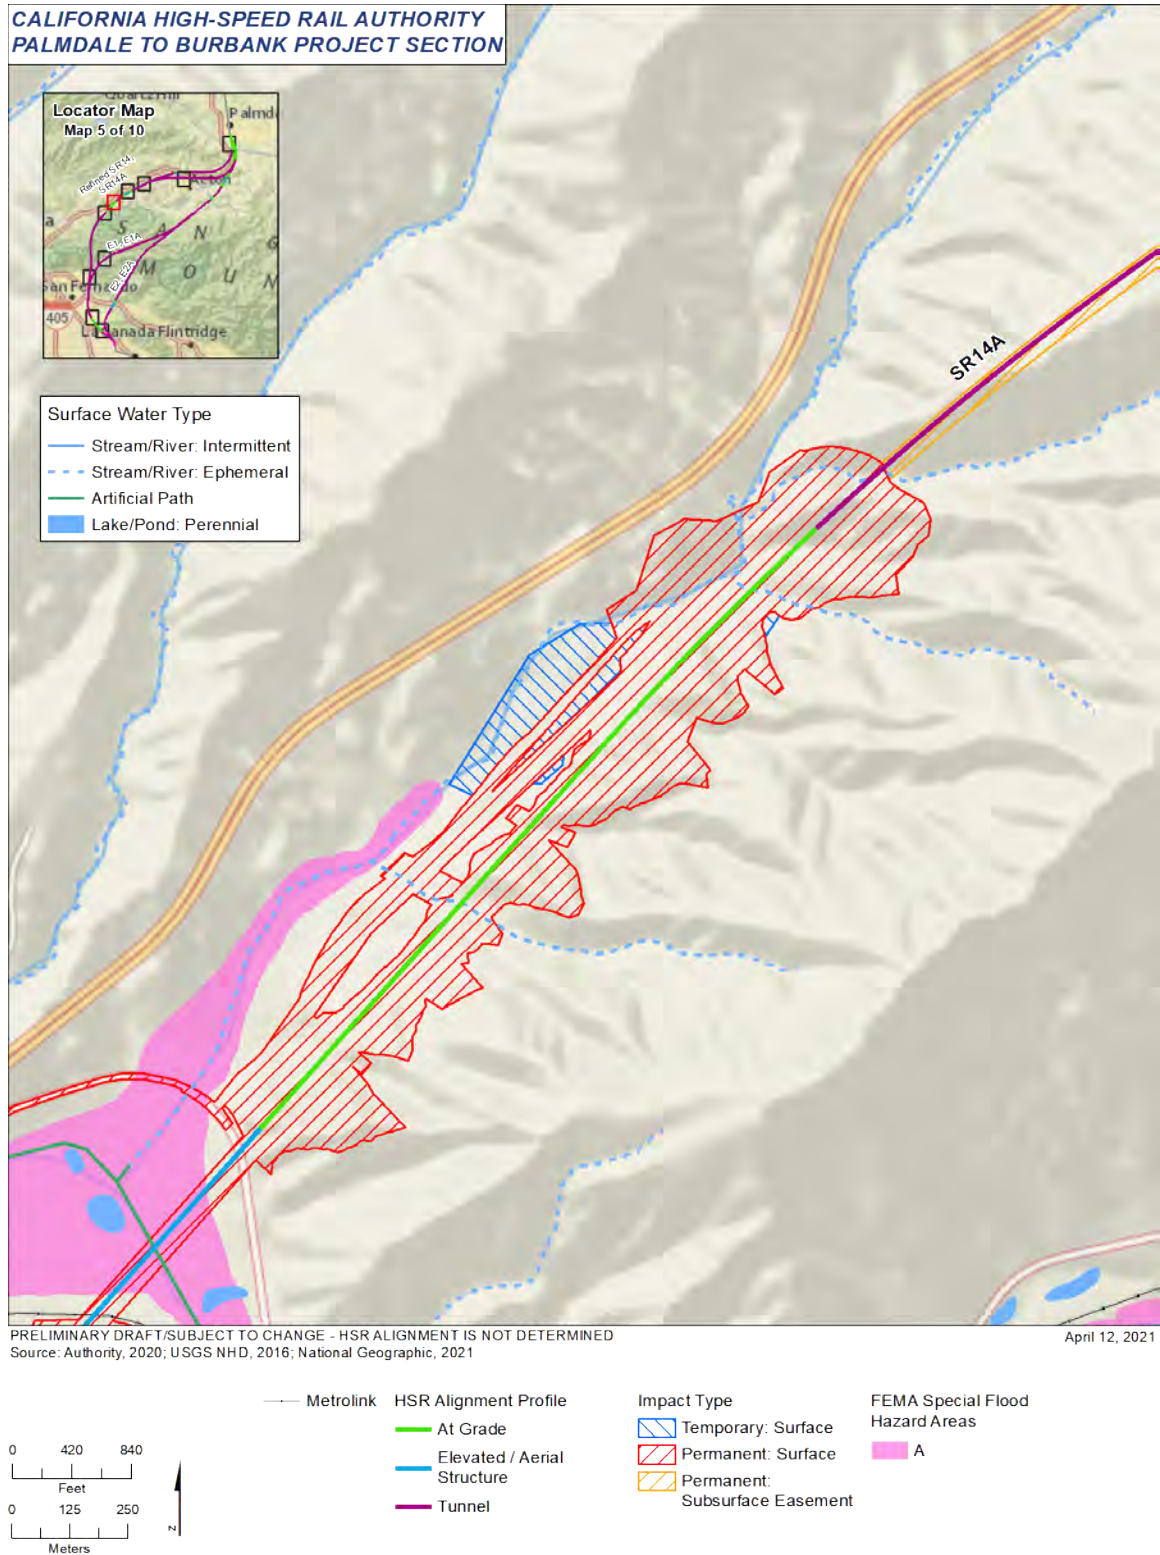 CALIFORNIA HIGH-SPEED RAIL AUTHORITY
PALMDALE TO BURBANK PROJECT SECTION
Locator Map
Map 5 of 10
Quartz Hill
Palmd
Refined SR14,
SR14A
Acton
a
S A N
G
E1, E1A
M O U N
E2, E2A
San Fernando
405
La Canada Flintridge
SR14A
Surface Water Type
Stream/River: Intermittent
Stream/River: Ephemeral
Artificial Path
Lake/Pond: Perennial
PRELIMINARY DRAFT/SUBJECT TO CHANGE - HSR ALIGNMENT IS NOT DETERMINED
April 12, 2021
Source: Authority, 2020; USGS NHD, 2016; National Geographic, 2021
Metrolink
HSR Alignment Profile
At Grade
Elevated / Aerial
Structure
Tunnel
Impact Type
Temporary: Surface
Permanent: Surface
Permanent:
Subsurface Easement
FEMA Special Flood
Hazard Areas
A
0 420 840
Feet
0 125 250
Meters
N